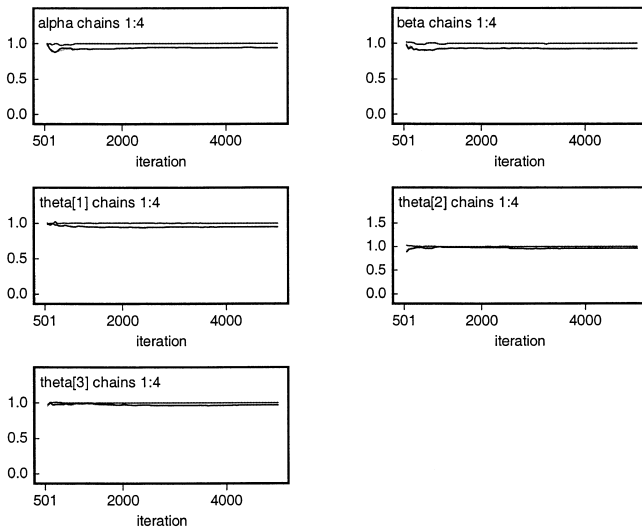 alpha chains 1:4
1.0
0.5
0.0
501 2000 4000
iteration
beta chains 1:4
1.0
0.5
0.0
501 2000 4000
iteration
theta[1] chains 1:4
1.0
0.5
0.0
501 2000 4000
iteration
theta[2] chains 1:4
1.5
1.0
0.5
0.0
501 2000 4000
iteration
theta[3] chains 1:4
1.0
0.5
0.0
501 2000 4000
iteration